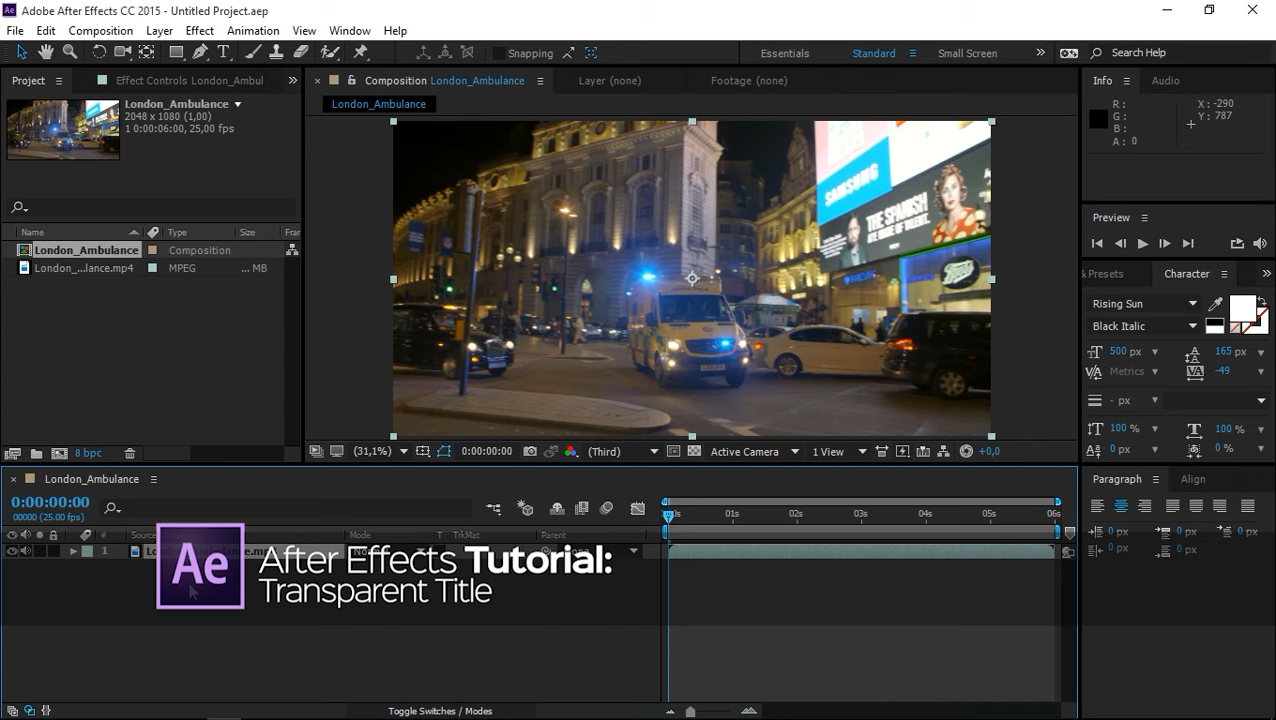 Ae Adobe After Effects CC 2015 - Untitled Project.aep
File Edit Composition Layer Effect Animation View Window Help
T Snapping Essentials Standard Small Screen Search Help
Project Effect Controls London_Ambul
Composition London_Ambulance Layer (none) Footage (none)
Info Audio
London_Ambulance
2048 x 1080 (1,00)
1 0:00:06:00, 25,00 fps
London_Ambulance
R:
G:
B:
A: 0
X: -290
Y: 787
SAMSUNG
THE SPANISH
Boots
Name Type Size Fran
London_Ambulance Composition
London_...lance.mp4 MPEG ... MB
Preview
& Presets Character
Rising Sun
Black Italic
500 px 165 px
Metrics -49
- px
100 % 100 %
0 px 0 %
8 bpc
(31,1%) 0:00:00:00 (Third) Active Camera 1 View +0,0
London_Ambulance
Paragraph Align
0:00:00:00
00000 (25.00 fps)
01s 02s 03s 04s 05s 06s
0 px 0 px 0 px
0 px 0 px
# Mode T TrkMat Parent
1
Ae After Effects Tutorial:
Transparent Title
Toggle Switches / Modes